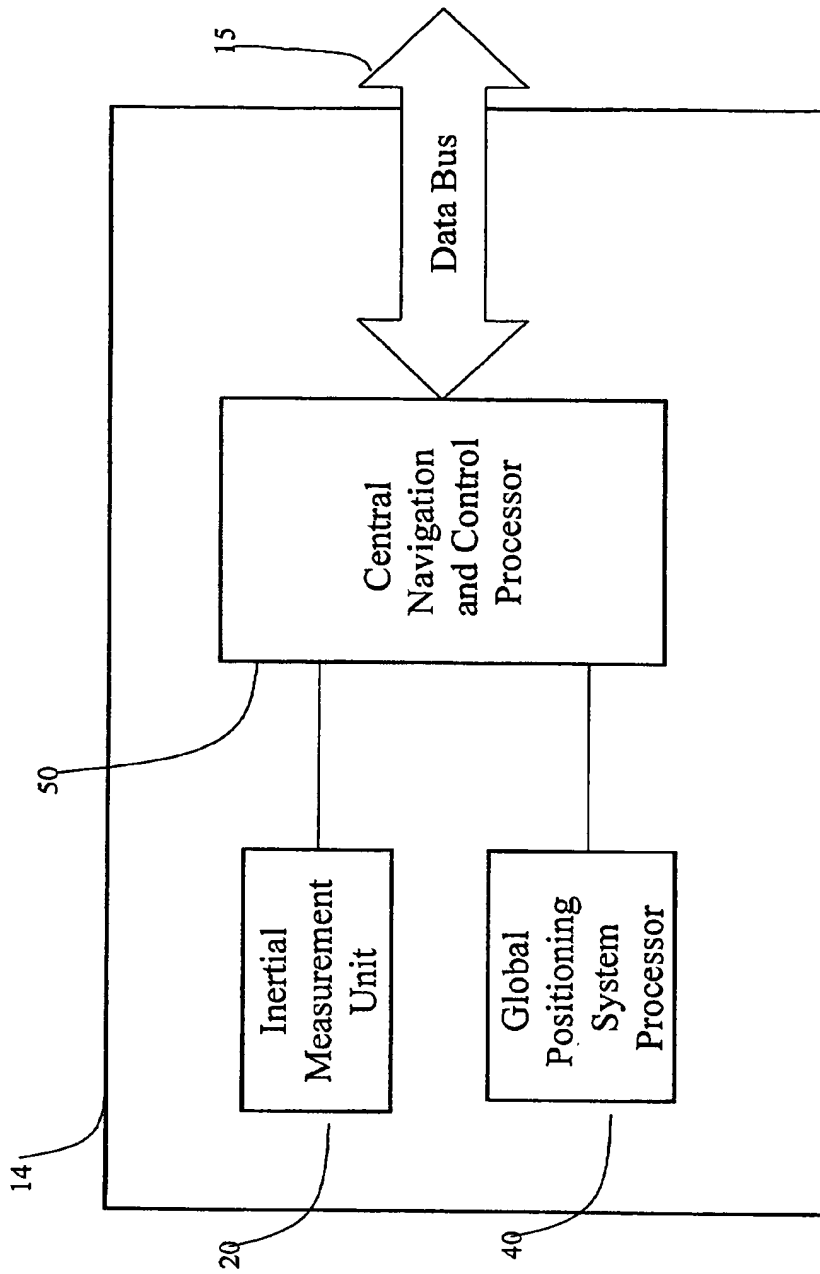 14
50
15
20
Inertial
Measurement
Unit
Central
Navigation
and Control
Processor
Data Bus
40
Global
Positioning
System
Processor